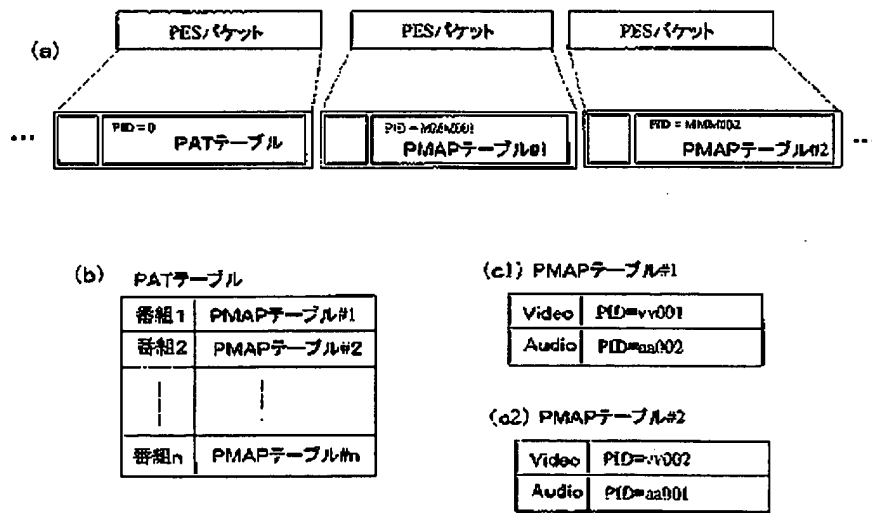 (a)
PESパケット PESパケット PESパケット
... PID = 0 PID = MMM001 PID = MMM002 ...
PATテーブル PMAPテーブル#1 PMAPテーブル#2
(b) PATテーブル
番組1 PMAPテーブル#1
番組2 PMAPテーブル#2
番組n PMAPテーブル#n
(c1) PMAPテーブル#1
Video PID=vv001
Audio PID=aa002
(c2) PMAPテーブル#2
Video PID=vv002
Audio PID=aa001